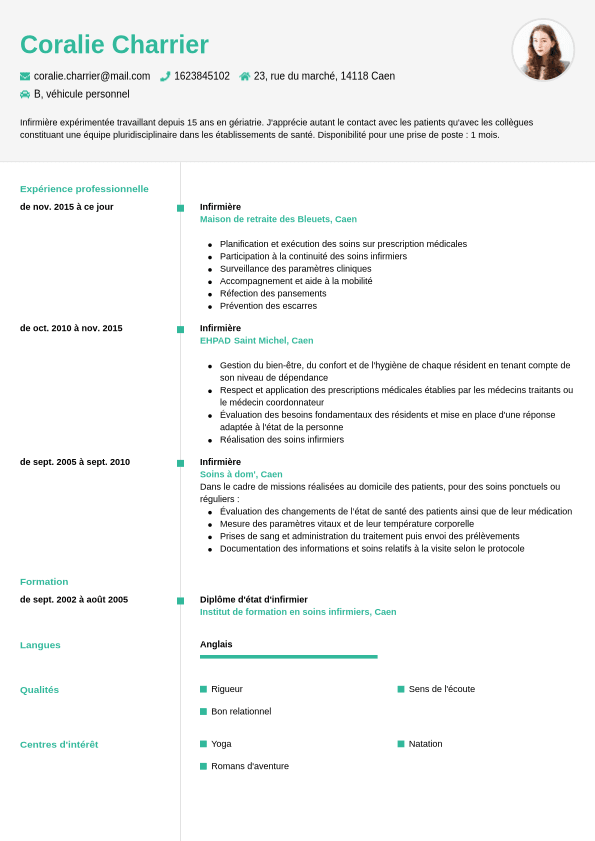 Coralie Charrier
coralie.charrier@mail.com 1623845102 23, rue du marché, 14118 Caen
B, véhicule personnel
Infirmière expérimentée travaillant depuis 15 ans en gériatrie. J'apprécie autant le contact avec les patients qu'avec les collègues
constituant une équipe pluridisciplinaire dans les établissements de santé. Disponibilité pour une prise de poste : 1 mois.
Expérience professionnelle
de nov. 2015 à ce jour
Infirmière
Maison de retraite des Bleuets, Caen
• Planification et exécution des soins sur prescription médicales
• Participation à la continuité des soins infirmiers
• Surveillance des paramètres cliniques
• Accompagnement et aide à la mobilité
• Réfection des pansements
• Prévention des escarres
de oct. 2010 à nov. 2015
Infirmière
EHPAD Saint Michel, Caen
• Gestion du bien-être, du confort et de l'hygiène de chaque résident en tenant compte de
son niveau de dépendance
• Respect et application des prescriptions médicales établies par les médecins traitants ou
le médecin coordonnateur
• Évaluation des besoins fondamentaux des résidents et mise en place d'une réponse
adaptée à l'état de la personne
• Réalisation des soins infirmiers
de sept. 2005 à sept. 2010
Infirmière
Soins à dom', Caen
Dans le cadre de missions réalisées au domicile des patients, pour des soins ponctuels ou
réguliers :
• Évaluation des changements de l'état de santé des patients ainsi que de leur médication
• Mesure des paramètres vitaux et de leur température corporelle
• Prises de sang et administration du traitement puis envoi des prélèvements
• Documentation des informations et soins relatifs à la visite selon le protocole
Formation
de sept. 2002 à août 2005
Diplôme d'état d'infirmier
Institut de formation en soins infirmiers, Caen
Langues
Anglais
Qualités
Rigueur
Sens de l'écoute
Bon relationnel
Centres d'intérêt
Yoga
Natation
Romans d'aventure